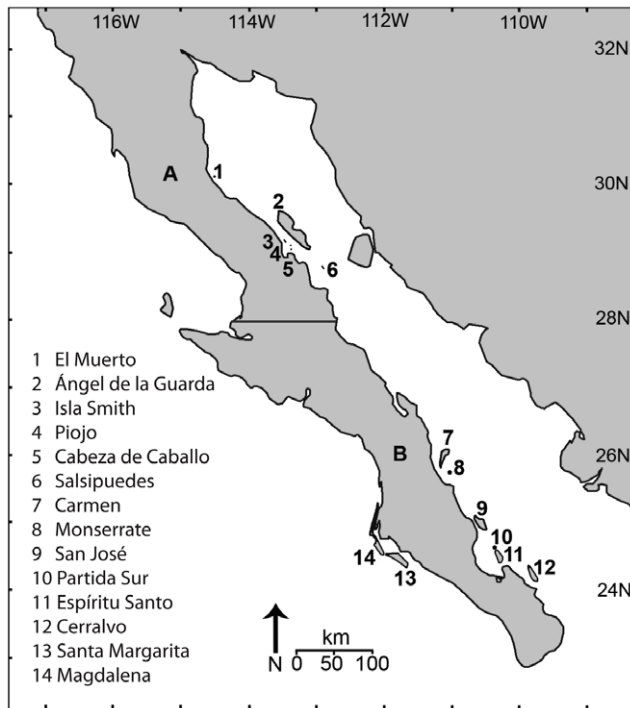 116W 114W 112W 110W
32N
A
1
30N
2
3
4
5
6
28N
1 El Muerto
2 Ángel de la Guarda
3 Isla Smith
4 Piojo
5 Cabeza de Caballo
6 Salsipuedes
7 Carmen
8 Monserrate
9 San José
10 Partida Sur
11 Espíritu Santo
12 Cerralvo
13 Santa Margarita
14 Magdalena
B
7
8
26N
9
10
11
12
14
13
24N
N
km
0 50 100